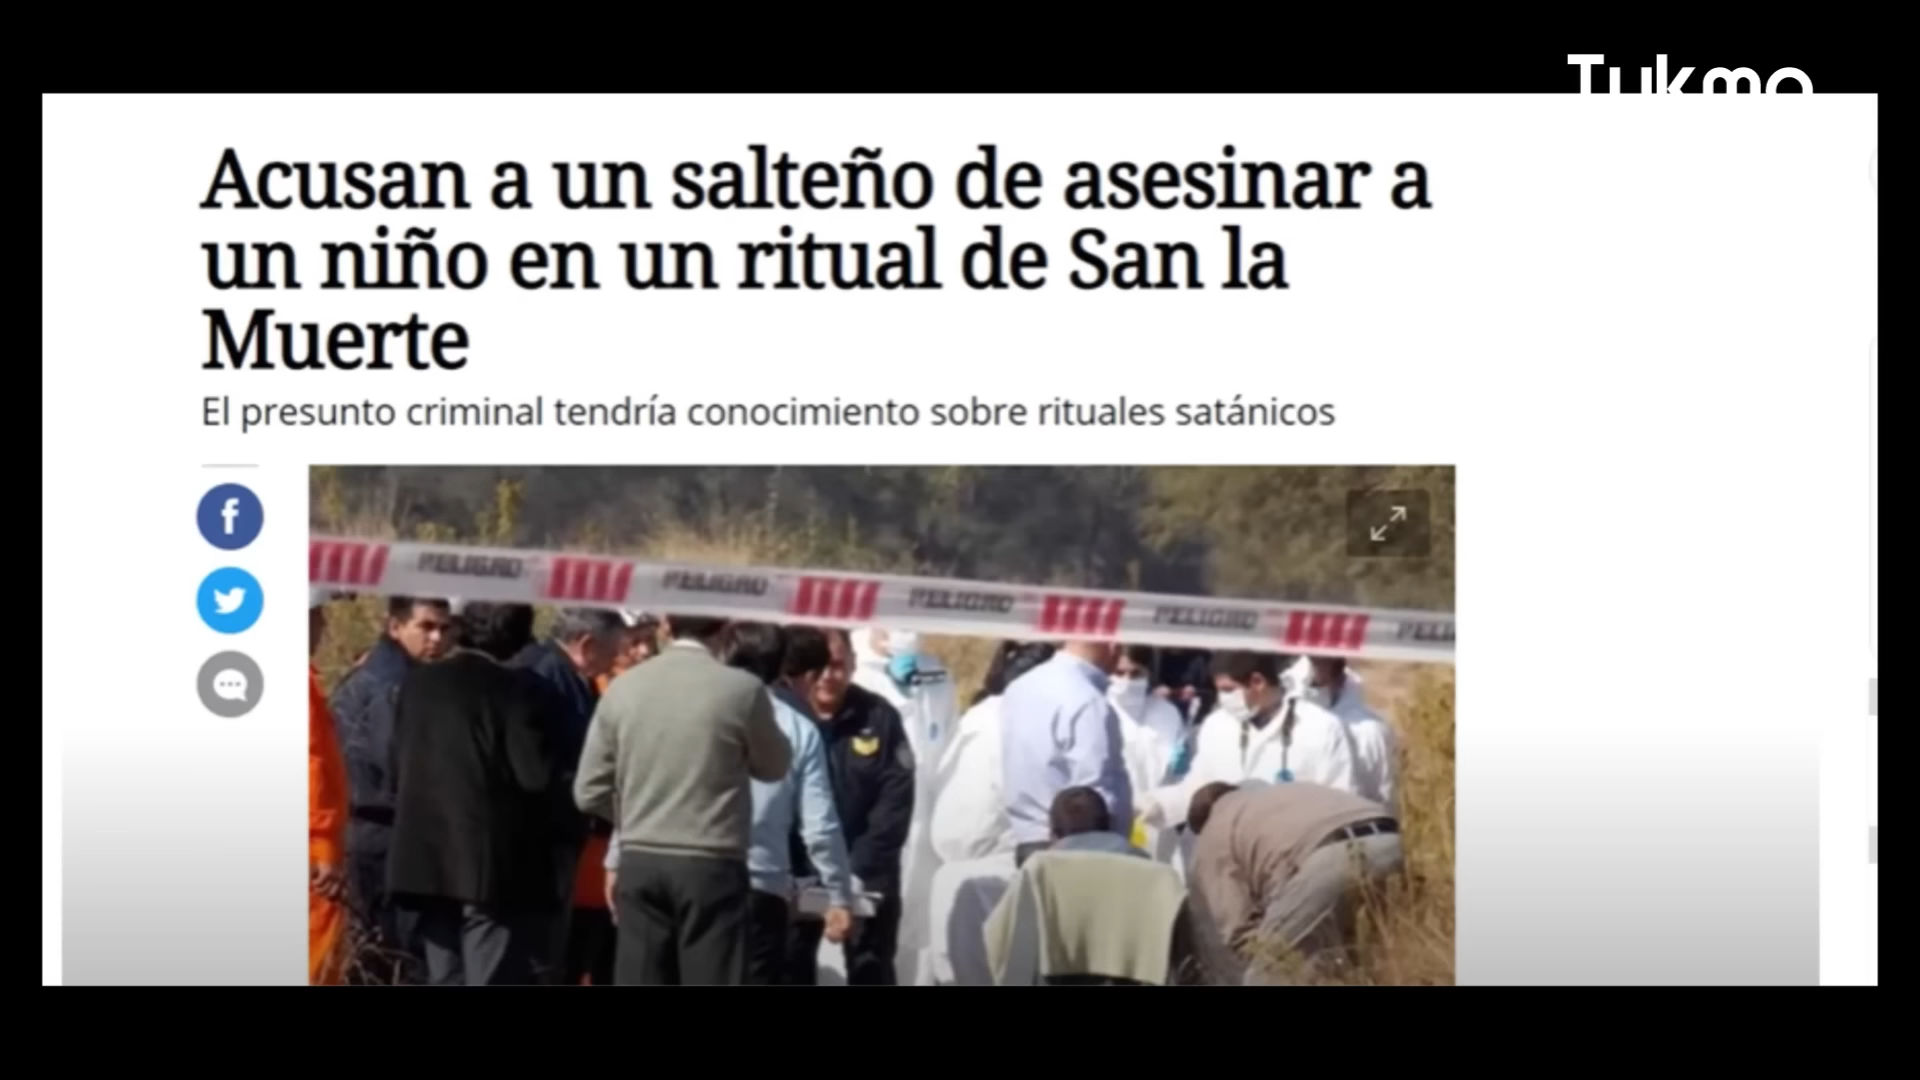 Tukmo
Acusan a un salteño de asesinar a
un niño en un ritual de San la
Muerte
El presunto criminal tendría conocimiento sobre rituales satánicos
f
PELIGRO PELIGRO PELIGRO PELIGRO PELI